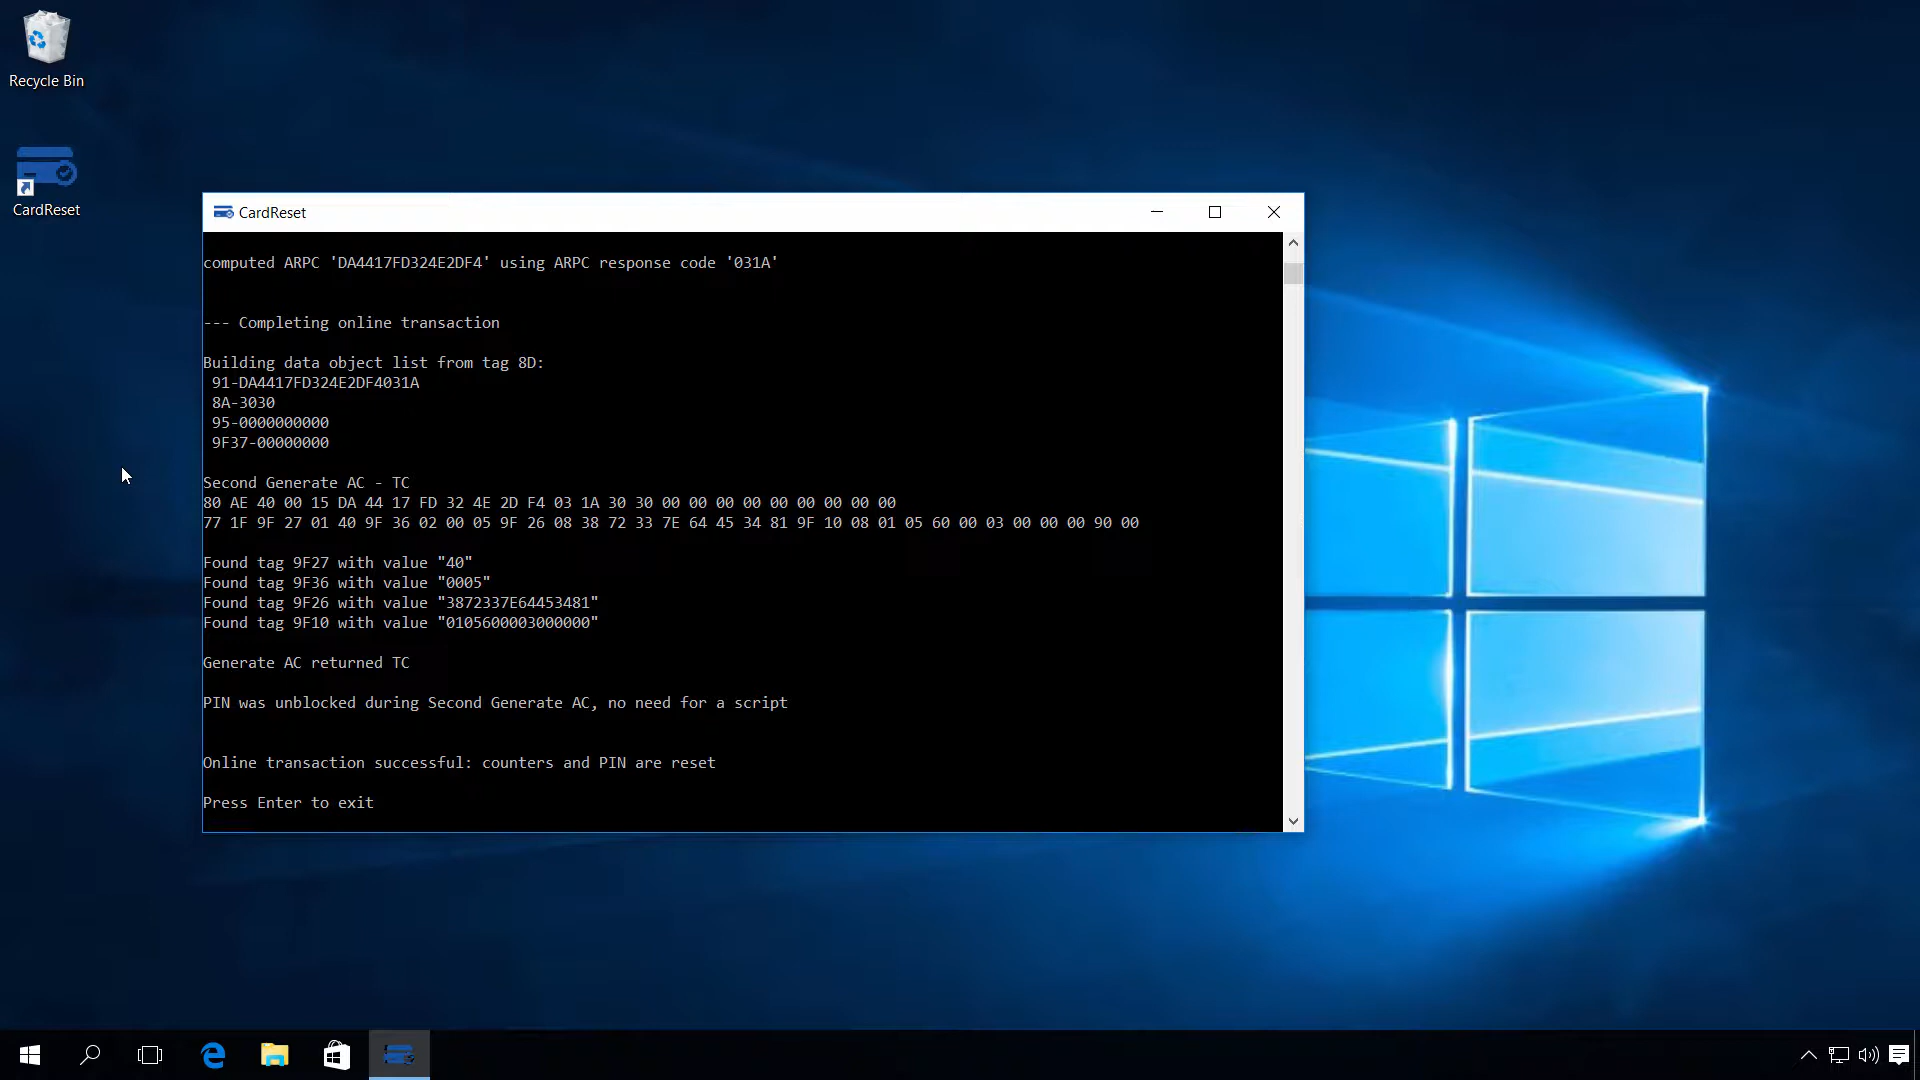 Recycle Bin
CardReset
CardReset
computed ARPC 'DA4417FD324E2DF4' using ARPC response code '031A'
--- Completing online transaction
Building data object list from tag 8D:
91-DA4417FD324E2DF4031A
8A-3030
95-0000000000
9F37-00000000
Second Generate AC - TC
80 AE 40 00 15 DA 44 17 FD 32 4E 2D F4 03 1A 30 30 00 00 00 00 00 00 00 00 00
77 1F 9F 27 01 40 9F 36 02 00 05 9F 26 08 38 72 33 7E 64 45 34 81 9F 10 08 01 05 60 00 03 00 00 00 90 00
Found tag 9F27 with value "40"
Found tag 9F36 with value "0005"
Found tag 9F26 with value "3872337E64453481"
Found tag 9F10 with value "0105600003000000"
Generate AC returned TC
PIN was unblocked during Second Generate AC, no need for a script
Online transaction successful: counters and PIN are reset
Press Enter to exit